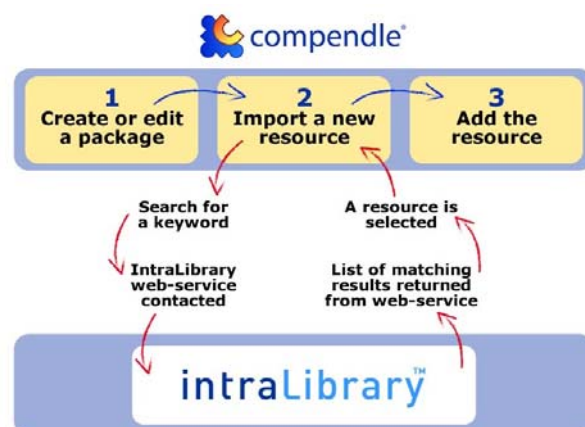 compendle®
1
Create or edit
a package
2
Import a new
resource
3
Add the
resource
Search for
a keyword
IntraLibrary
web-service
contacted
A resource is
selected
List of matching
results returned
from web-service
intraLibrary™